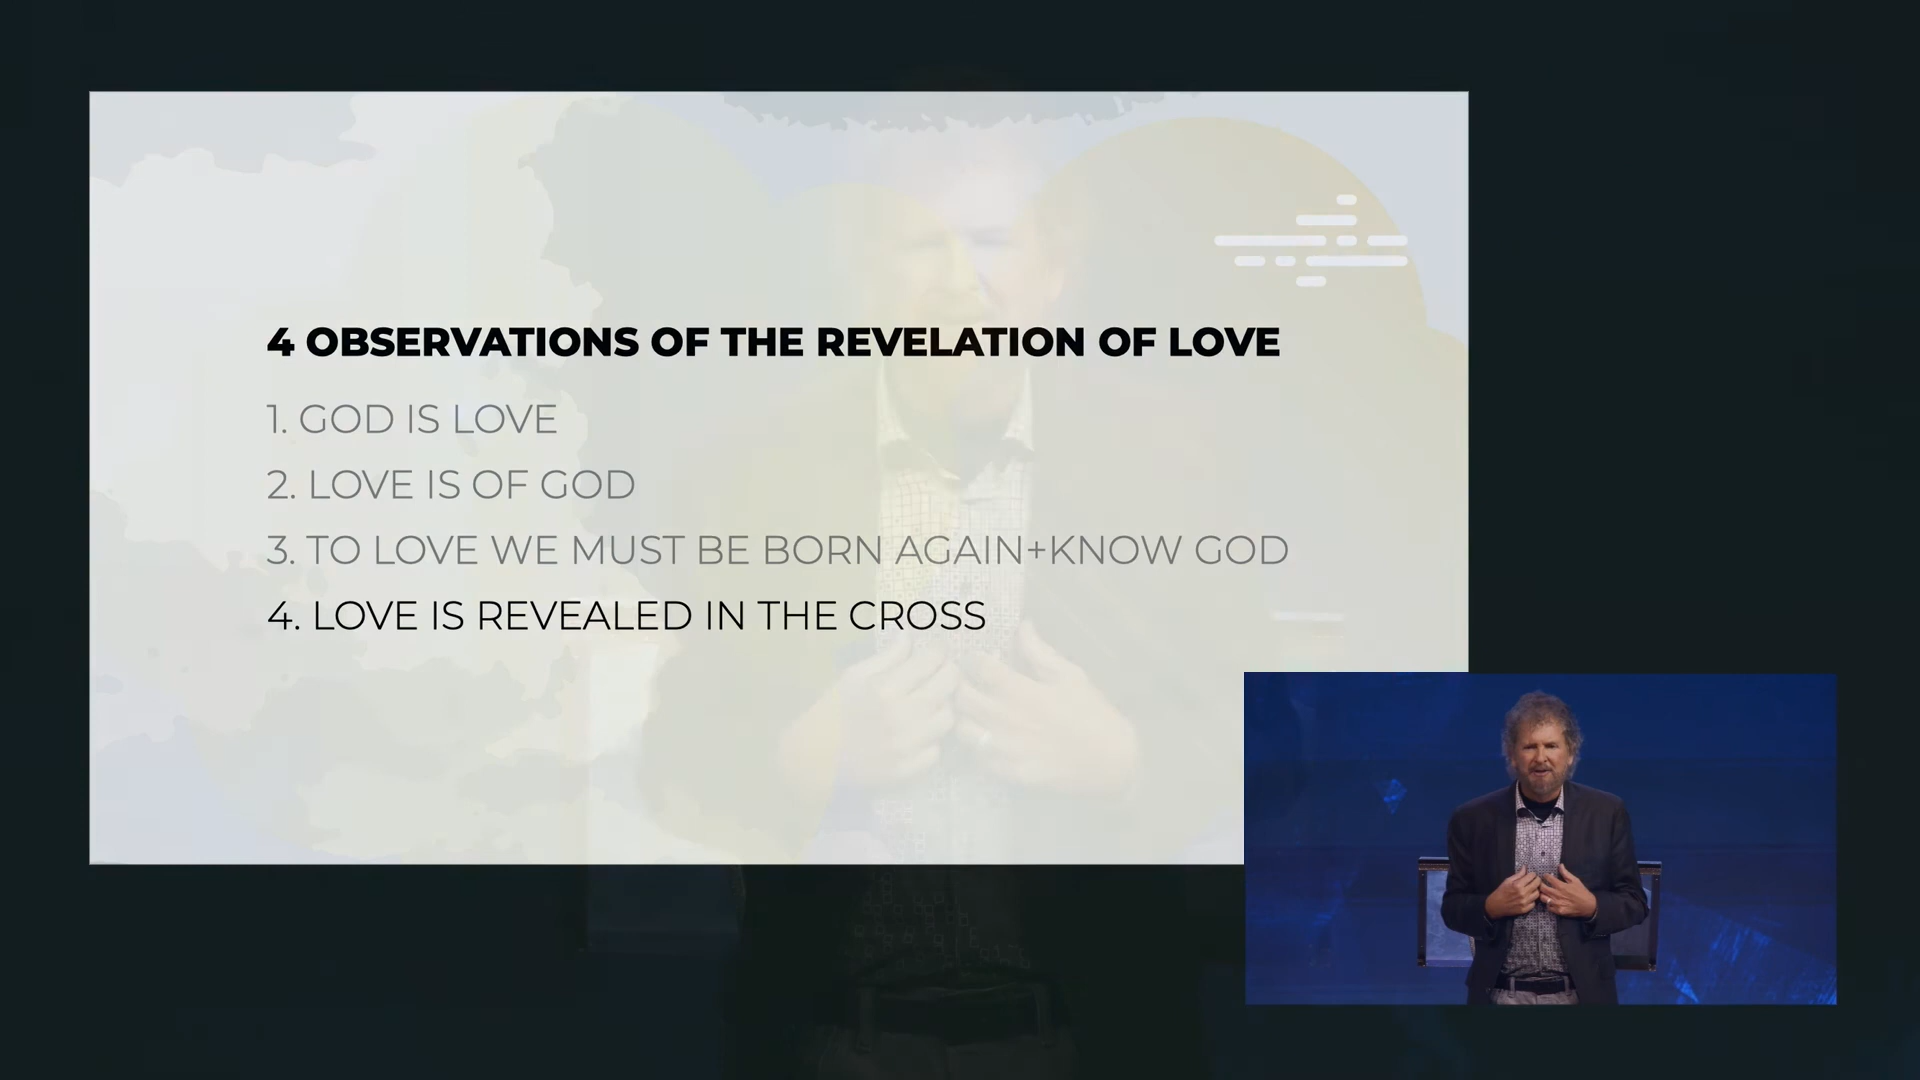 4 OBSERVATIONS OF THE REVELATION OF LOVE
1. GOD IS LOVE
2. LOVE IS OF GOD
3. TO LOVE WE MUST BE BORN AGAIN+KNOW GOD
4. LOVE IS REVEALED IN THE CROSS